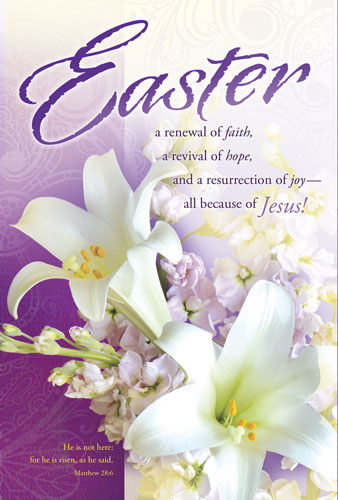 Easter
a renewal of faith,
a revival of hope,
and a resurrection of joy—
all because of Jesus!
He is not here:
for he is risen, as he said.
Matthew 28:6